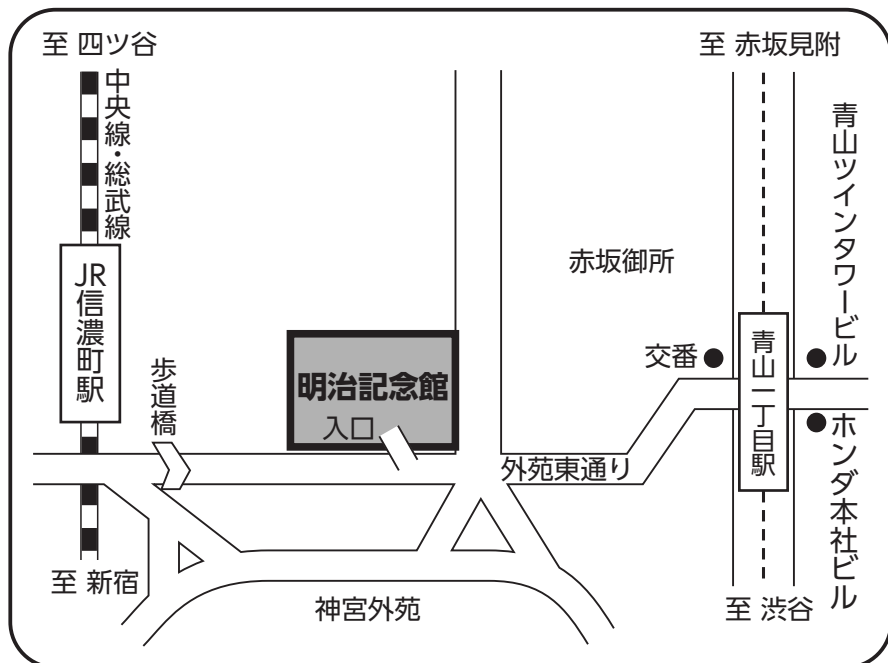 至 四ツ谷
至 赤坂見附
中央線・総武線
青山ツインタワービル
赤坂御所
JR信濃町駅
歩道橋
明治記念館
入口
交番
青山一丁目駅
外苑東通り
ホンダ本社ビル
至 新宿
神宮外苑
至 渋谷